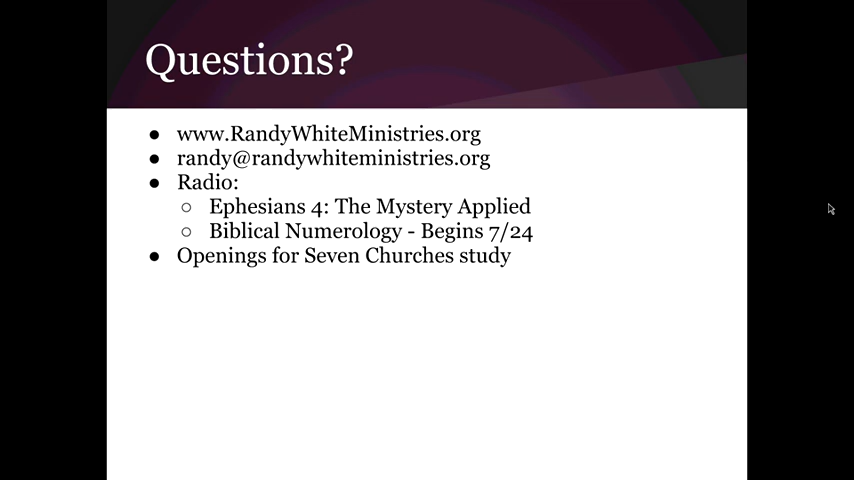 Questions?
● www.RandyWhiteMinistries.org
● randy@randywhiteministries.org
● Radio:
○ Ephesians 4: The Mystery Applied
○ Biblical Numerology - Begins 7/24
● Openings for Seven Churches study